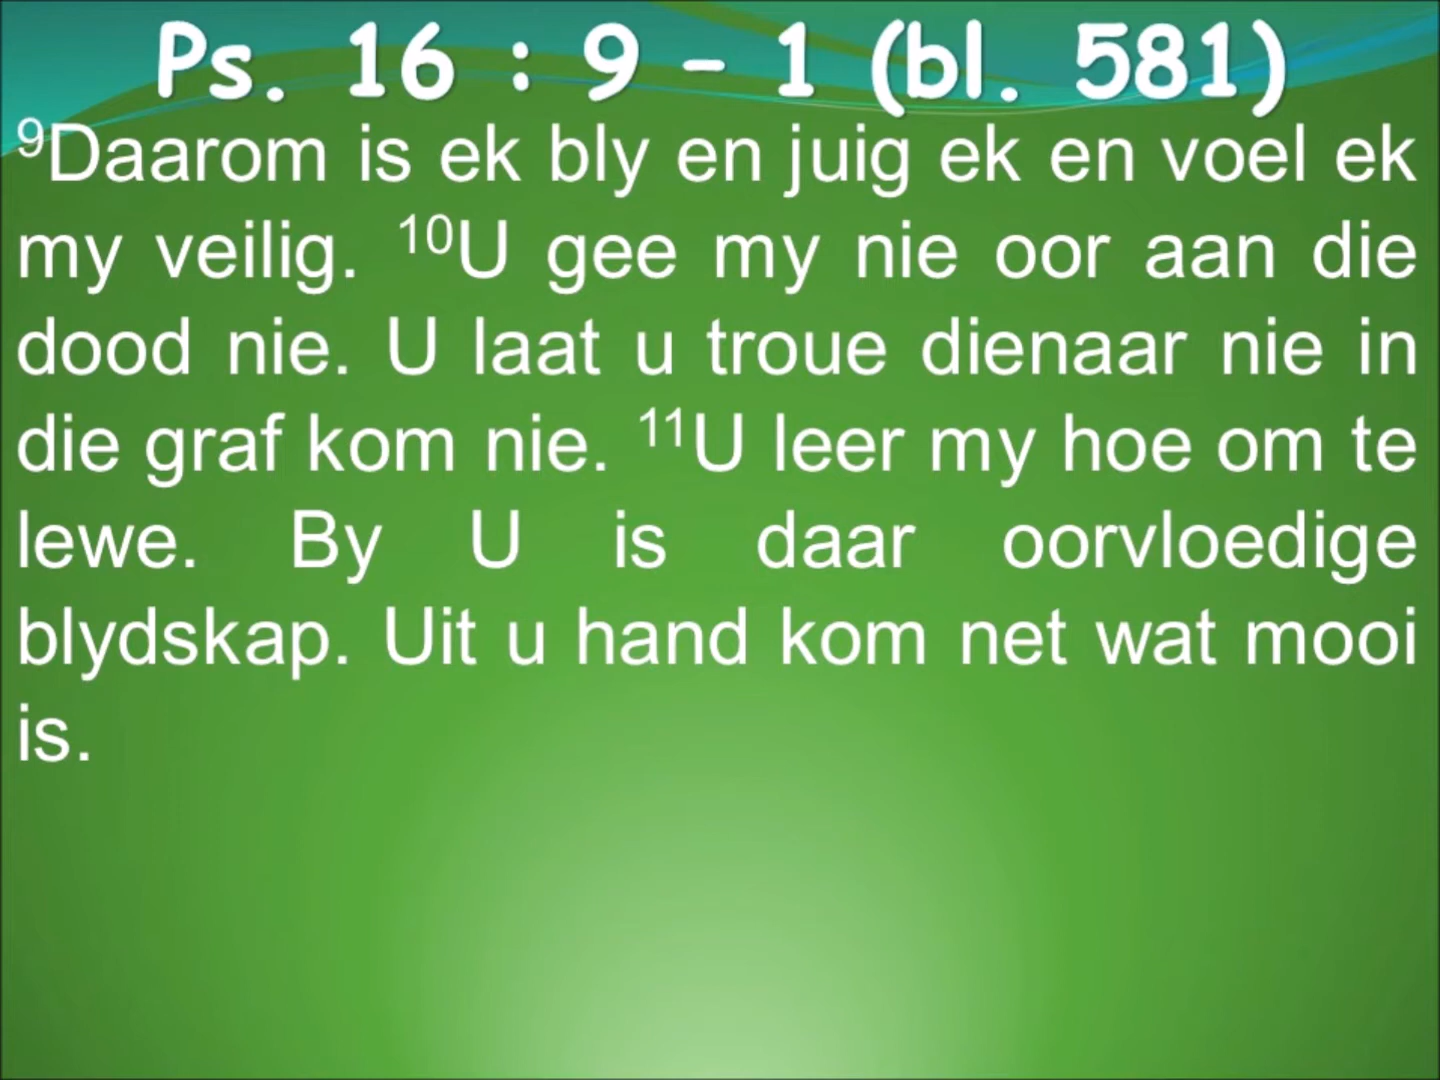 Ps. 16 : 9 – 1 (bl. 581)
⁹Daarom is ek bly en juig ek en voel ek
my veilig. ¹⁰U gee my nie oor aan die
dood nie. U laat u troue dienaar nie in
die graf kom nie. ¹¹U leer my hoe om te
lewe. By U is daar oorvloedige
blydskap. Uit u hand kom net wat mooi
is.